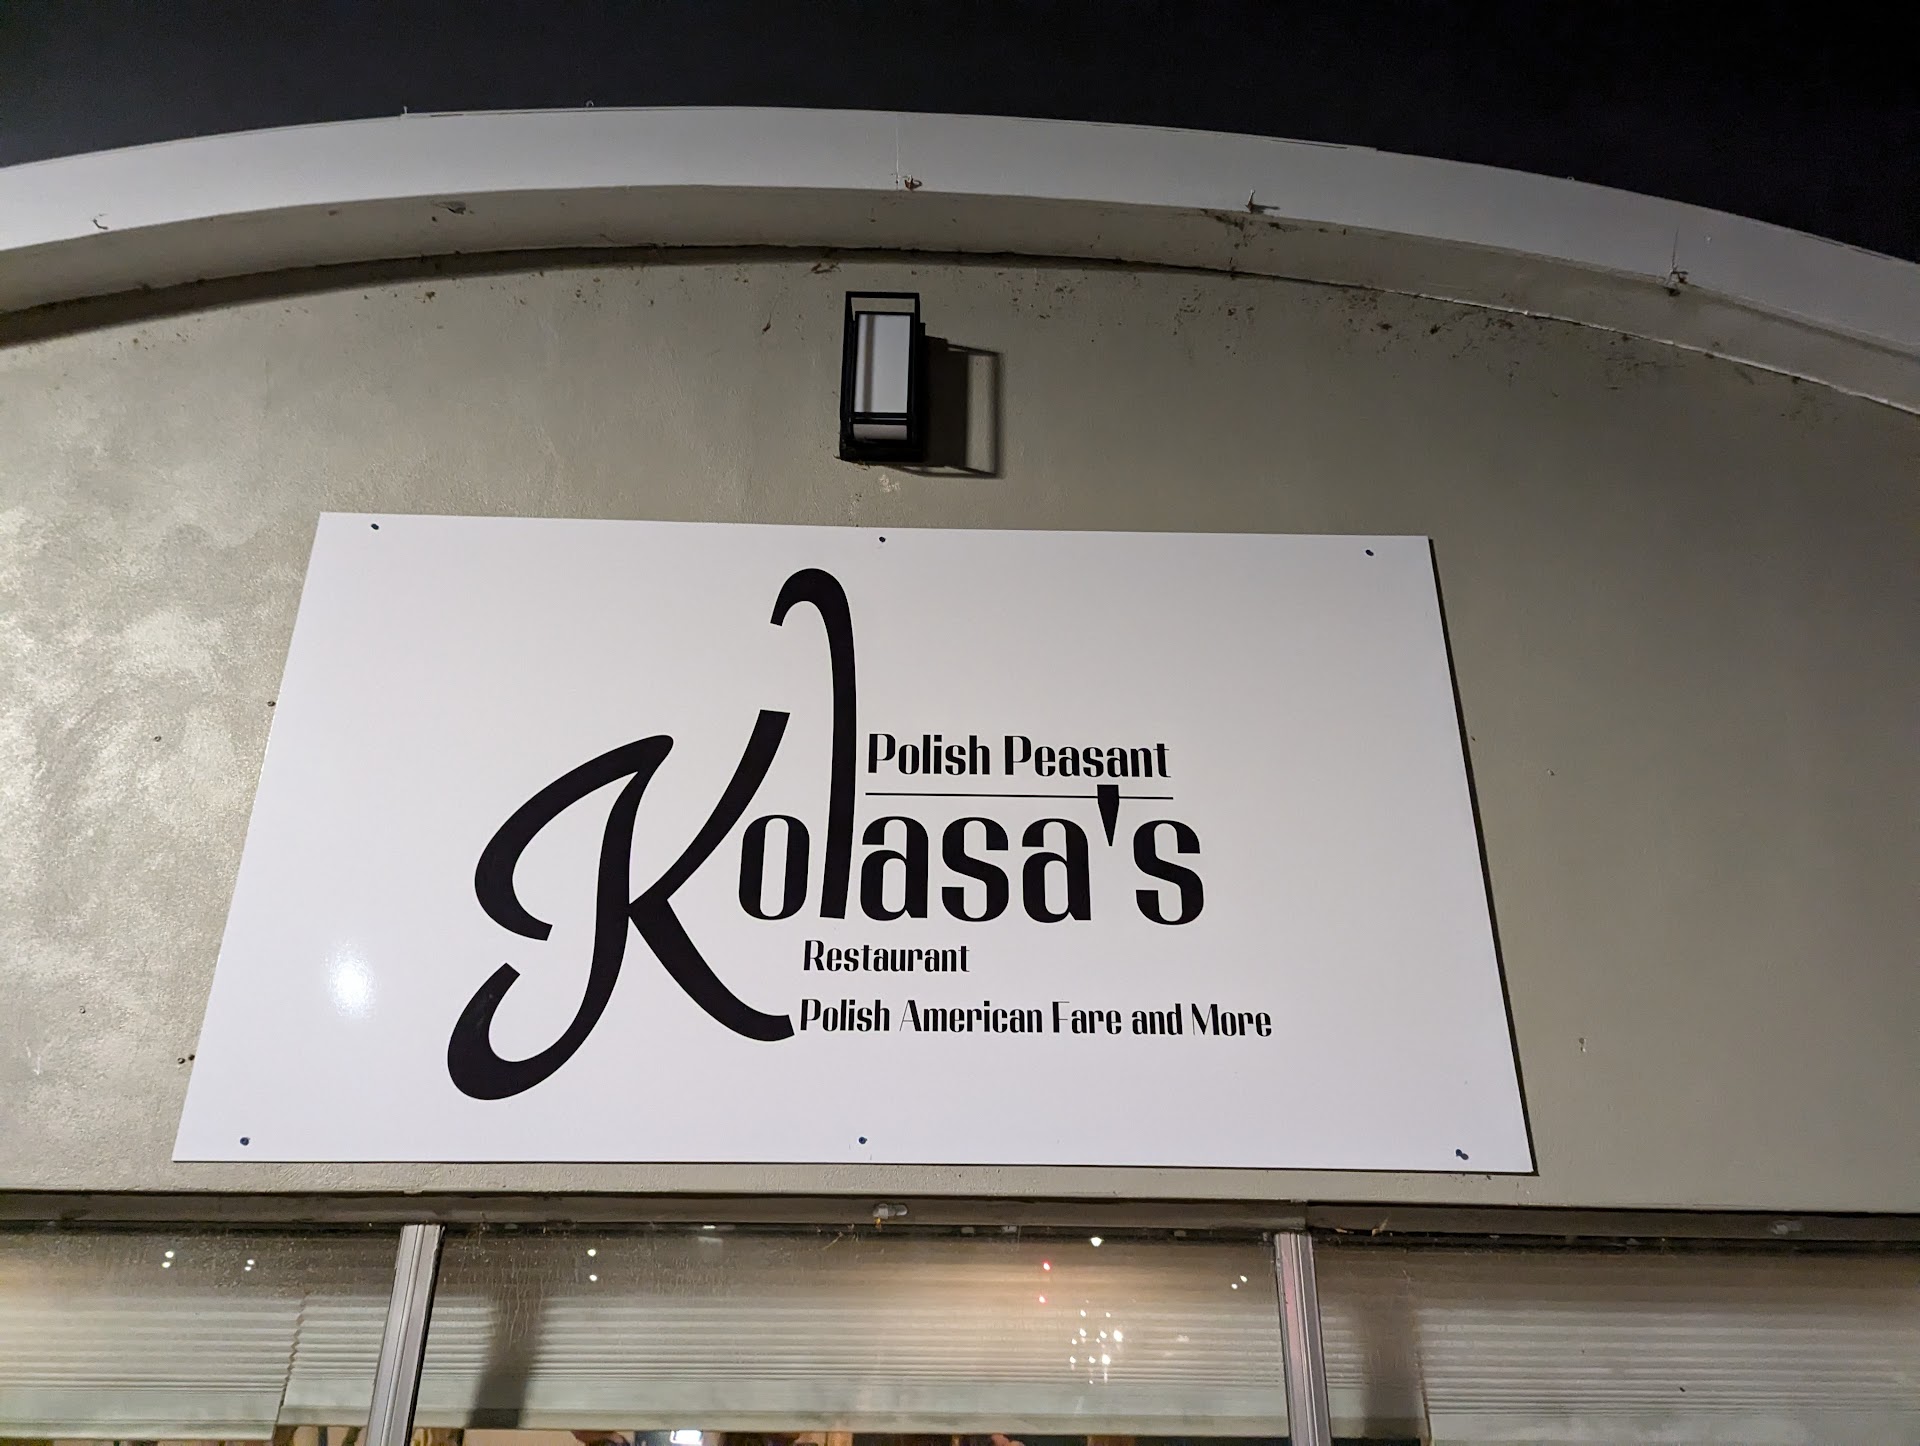 Polish Peasant
Kolasa's
Restaurant
Polish American Fare and More